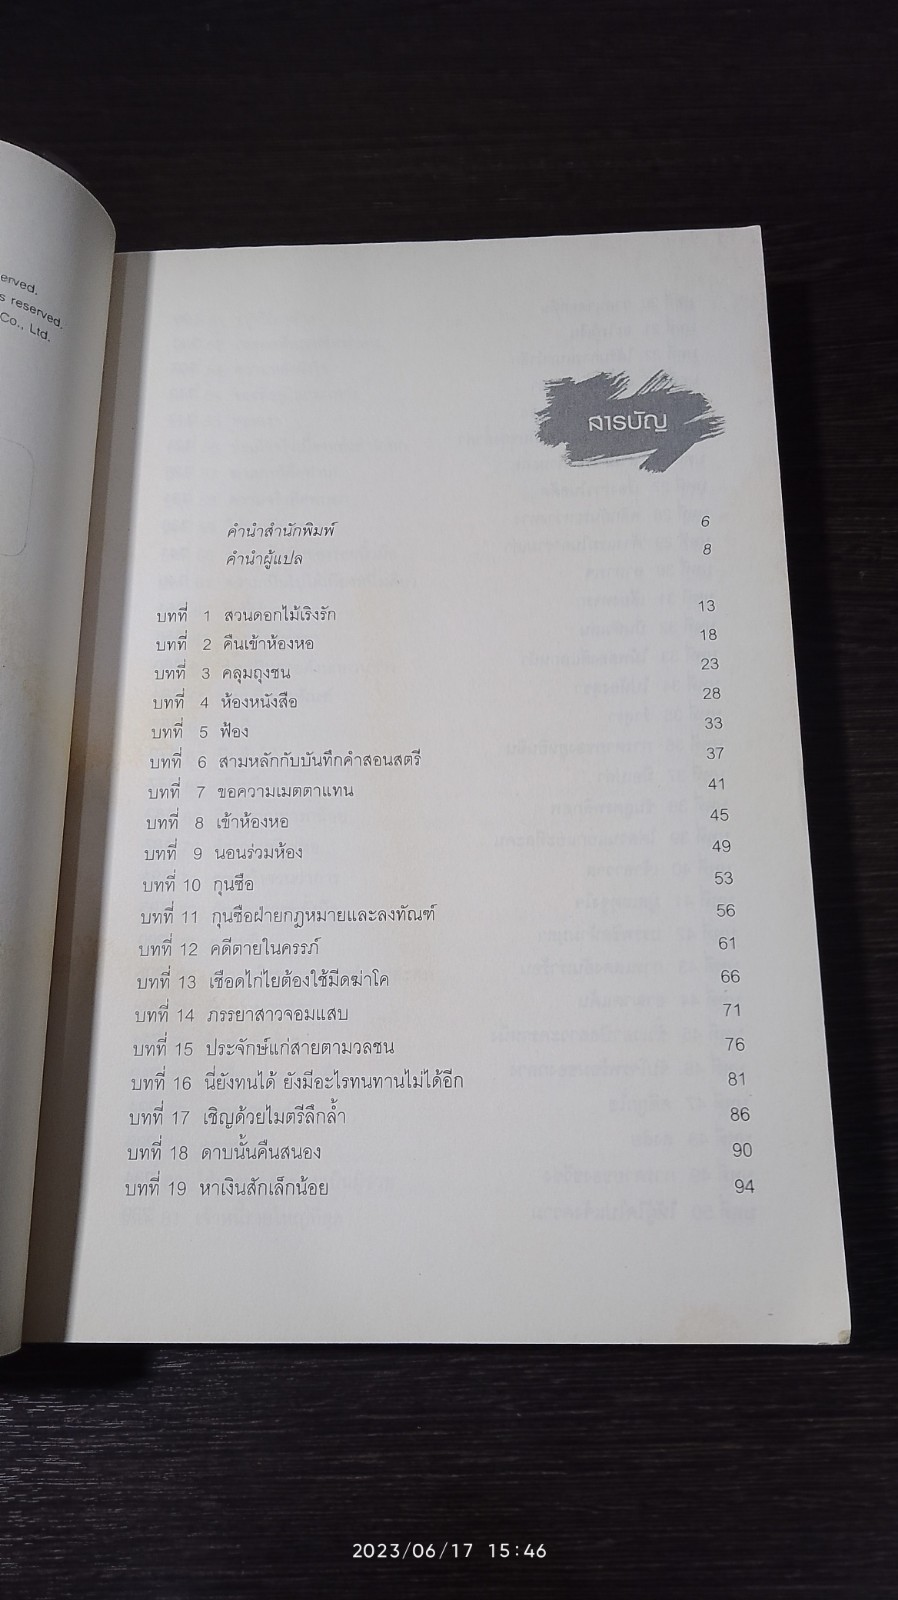 erved.
s reserved.
Co., Ltd.
สารบัญ
คำนำสำนักพิมพ์ 6
คำนำผู้แปล 8
บทที่ 1 สวนดอกไม้เริงรัก 13
บทที่ 2 คืนเข้าห้องหอ 18
บทที่ 3 คลุมถุงชน 23
บทที่ 4 ห้องหนังสือ 28
บทที่ 5 ฟ้อง 33
บทที่ 6 สามหลักกับบันทึกคำสอนสตรี 37
บทที่ 7 ขอความเมตตาแทน 41
บทที่ 8 เข้าห้องหอ 45
บทที่ 9 นอนร่วมห้อง 49
บทที่ 10 กุนซือ 53
บทที่ 11 กุนซือฝ่ายกฎหมายและลงทัณฑ์ 56
บทที่ 12 คดีตายในครรภ์ 61
บทที่ 13 เชือดไก่ไยต้องใช้มีดฆ่าโค 66
บทที่ 14 ภรรยาสาวจอมแสบ 71
บทที่ 15 ประจักษ์แก่สายตามวลชน 76
บทที่ 16 นี่ยังทนได้ ยังมีอะไรทนทานไม่ได้อีก 81
บทที่ 17 เชิญด้วยไมตรีลึกล้ำ 86
บทที่ 18 ดาบนั้นคืนสนอง 90
บทที่ 19 หาเงินสักเล็กน้อย 94
2023/06/17 15:46